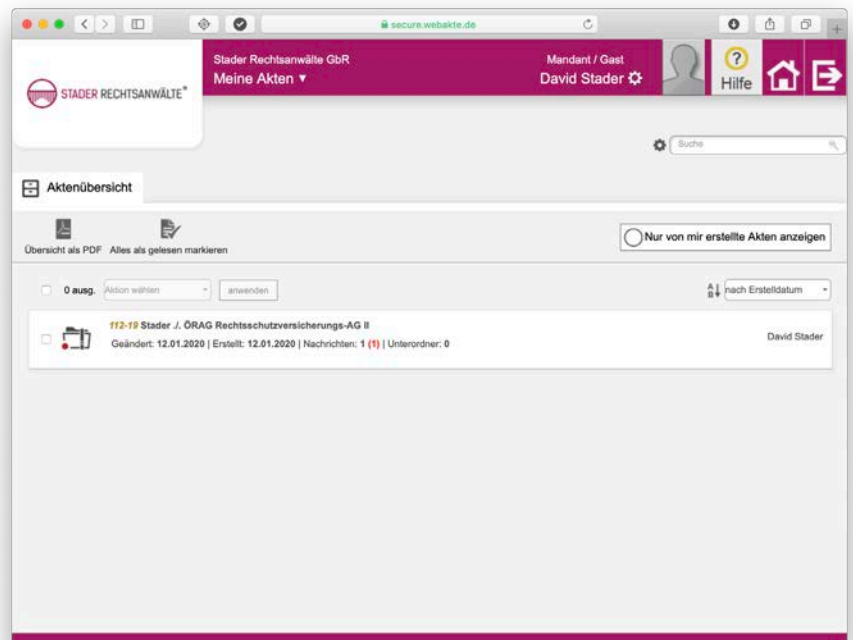 secure.webakte.de
STADER RECHTSANWÄLTE®
Stader Rechtsanwälte GbR
Meine Akten ▼
Mandant / Gast
David Stader
?
Hilfe
Suche
Aktenübersicht
Übersicht als PDF
Alles als gelesen markieren
Nur von mir erstellte Akten anzeigen
0 ausg.
Aktion wählen
anwenden
nach Erstelldatum
112-19 Stader ./. ÖRAG Rechtsschutzversicherungs-AG II
Geändert: 12.01.2020 | Erstellt: 12.01.2020 | Nachrichten: 1 (1) | Unterordner: 0
David Stader